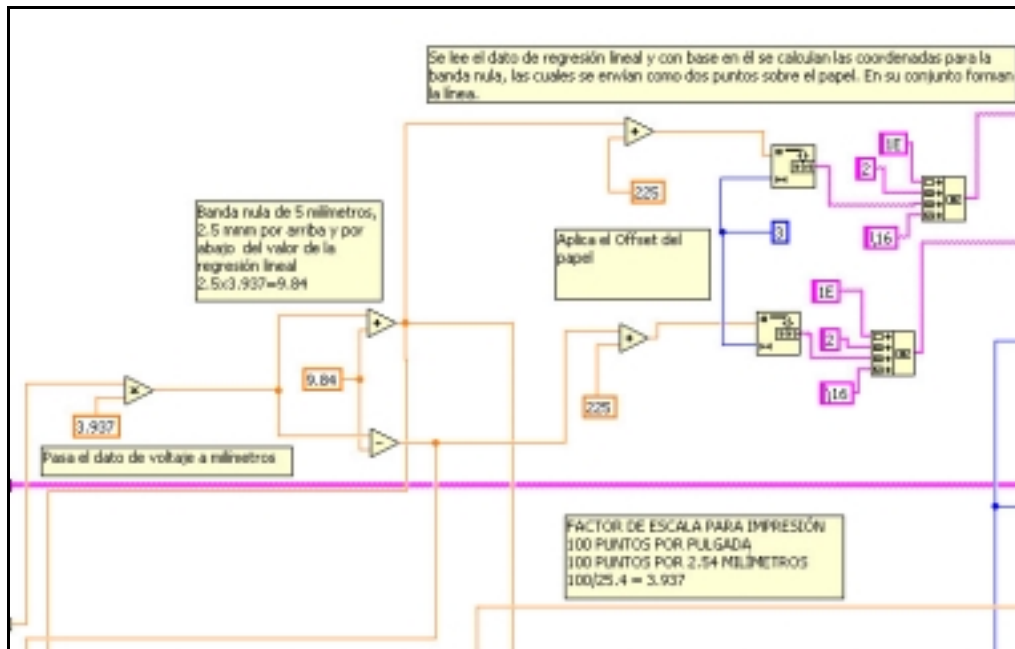 Se lee el dato de regresión lineal y con base en él se calculan las coordenadas para la
banda nula, las cuales se envían como dos puntos sobre el papel. En su conjunto forman
la línea.
1E
2
225
Banda nula de 5 milímetros,
2.5 mmm por arriba y por
abajo del valor de la
regresión lineal
2.5x3.937=9.84
Aplica el Offset del
papel
3
\16
1E
9.84
2
225
\16
3.937
Pasa el dato de voltaje a milímetros
FACTOR DE ESCALA PARA IMPRESIÓN
100 PUNTOS POR PULGADA
100 PUNTOS POR 2.54 MILÍMETROS
100/25.4 = 3.937